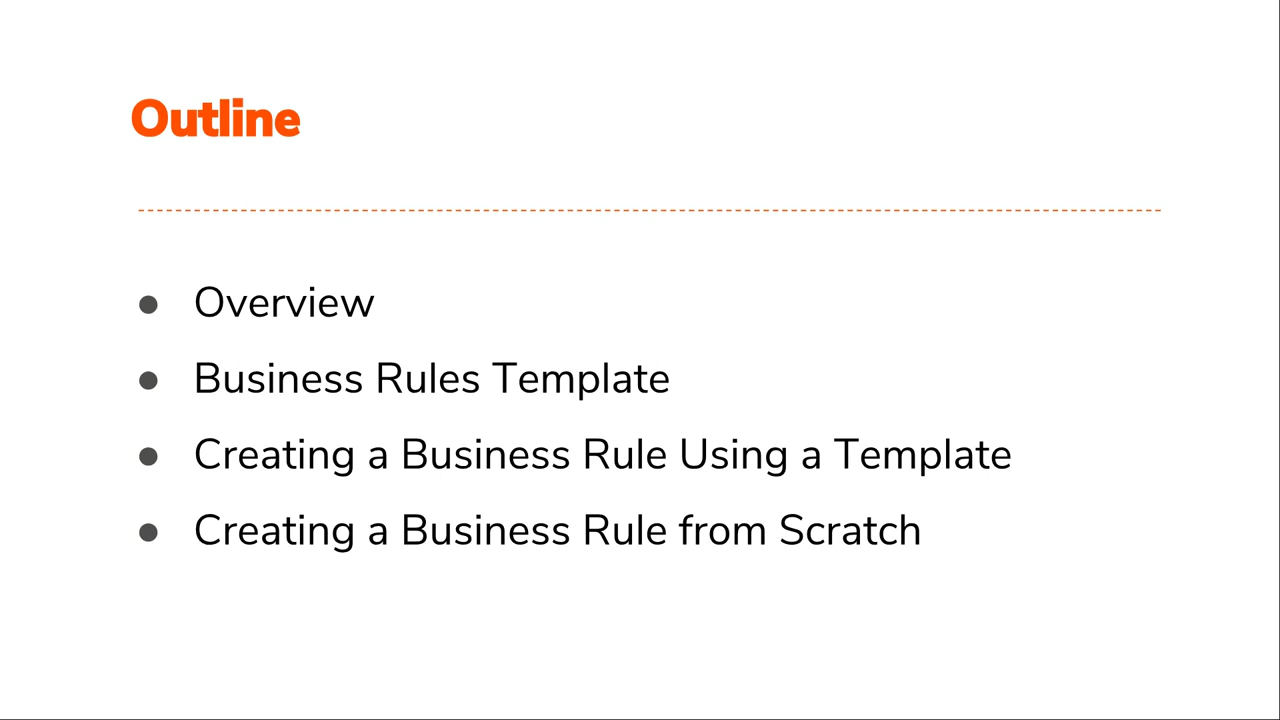 Outline
Overview
Business Rules Template
Creating a Business Rule Using a Template
Creating a Business Rule from Scratch